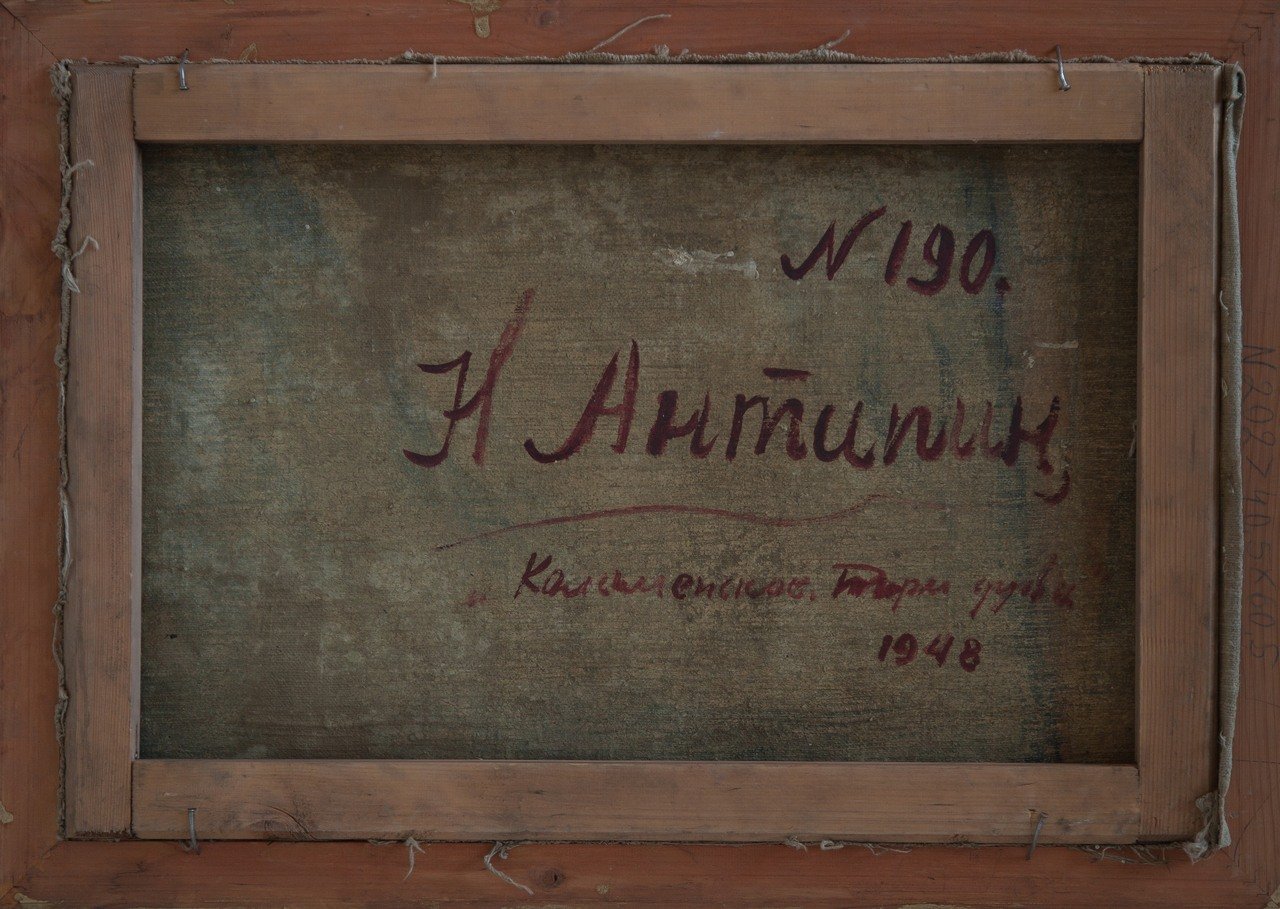 N 190.
Н Антипин
"Коломенское. Три дуба"
1948